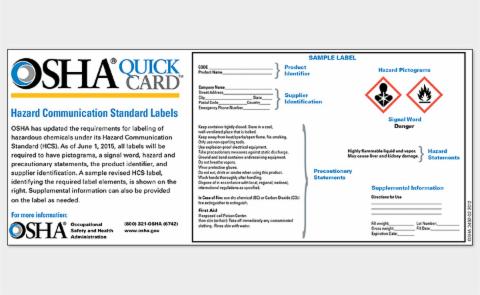 OSHA® QUICK
CARD™
Hazard Communication Standard Labels
OSHA has updated the requirements for labeling of
hazardous chemicals under its Hazard Communication
Standard (HCS). As of June 1, 2015, all labels will be
required to have pictograms, a signal word, hazard and
precautionary statements, the product identifier, and
supplier identification. A sample revised HCS label,
identifying the required label elements, is shown on the
right. Supplemental information can also be provided
on the label as needed.
For more information:
OSHA® Occupational
Safety and Health
Administration
(800) 321-OSHA (6742)
www.osha.gov
SAMPLE LABEL
CODE
Product Name
Product
Identifier
Company Name
Street Address
City State
Postal Code Country
Emergency Phone Number
Supplier
Identification
Keep container tightly closed. Store in a cool,
well-ventilated place that is locked.
Keep away from heat/sparks/open flame. No smoking.
Only use non-sparking tools.
Use explosion-proof electrical equipment.
Take precautionary measures against static discharge.
Ground and bond container and receiving equipment.
Do not breathe vapors.
Wear protective gloves.
Do not eat, drink or smoke when using this product.
Wash hands thoroughly after handling.
Dispose of in accordance with local, regional, national,
international regulations as specified.
In Case of Fire: use dry chemical (BC) or Carbon Dioxide (CO₂)
fire extinguisher to extinguish.
First Aid
If exposed call Poison Center.
If on skin (or hair): Take off immediately any contaminated
clothing. Rinse skin with water.
Precautionary
Statements
Hazard Pictograms
Signal Word
Danger
Highly flammable liquid and vapor.
May cause liver and kidney damage.
Hazard
Statements
Supplemental Information
Directions for Use
Fill weight: Lot Number:
Gross weight: Fill Date:
Expiration Date: